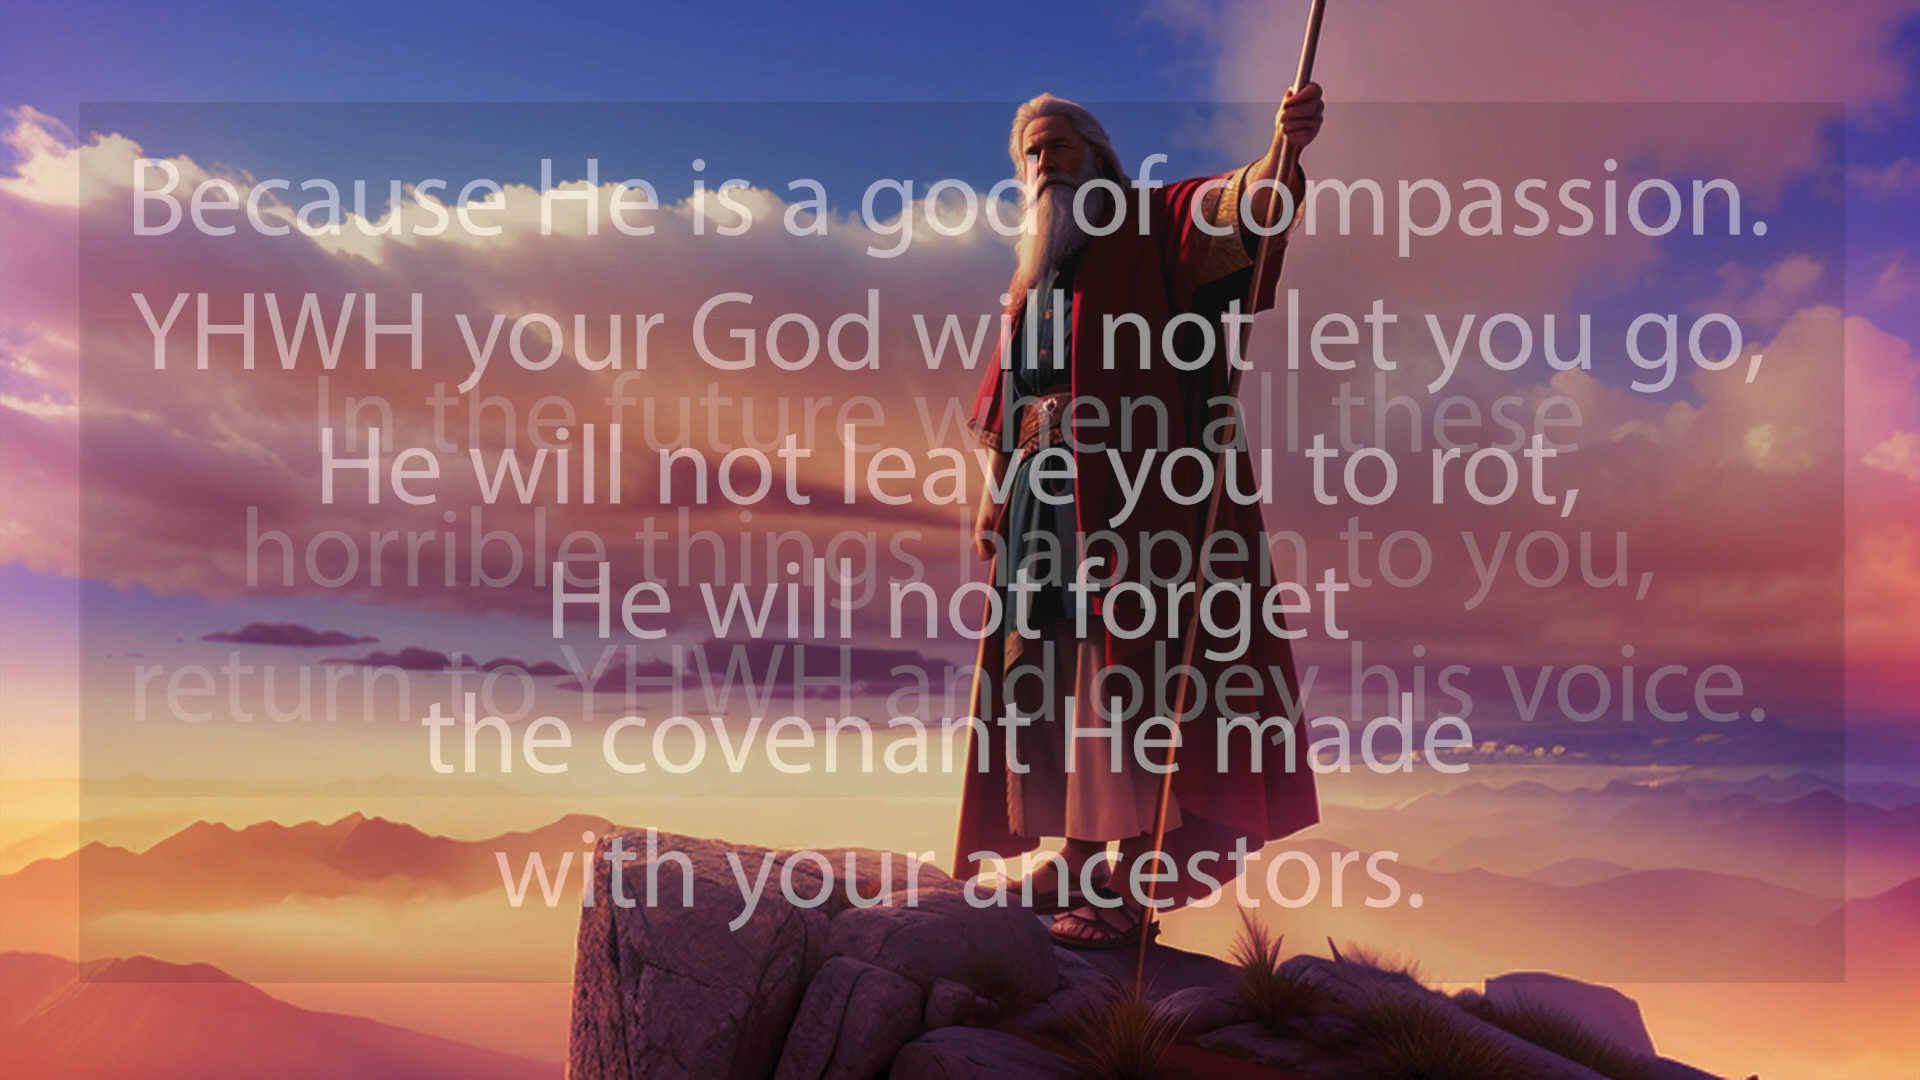 Because He is a god of compassion.
YHWH your God will not let you go,
In the future when all these
He will not leave you to rot,
horrible things happen to you,
He will not forget
return to YHWH and obey his voice.
the covenant He made
with your ancestors.